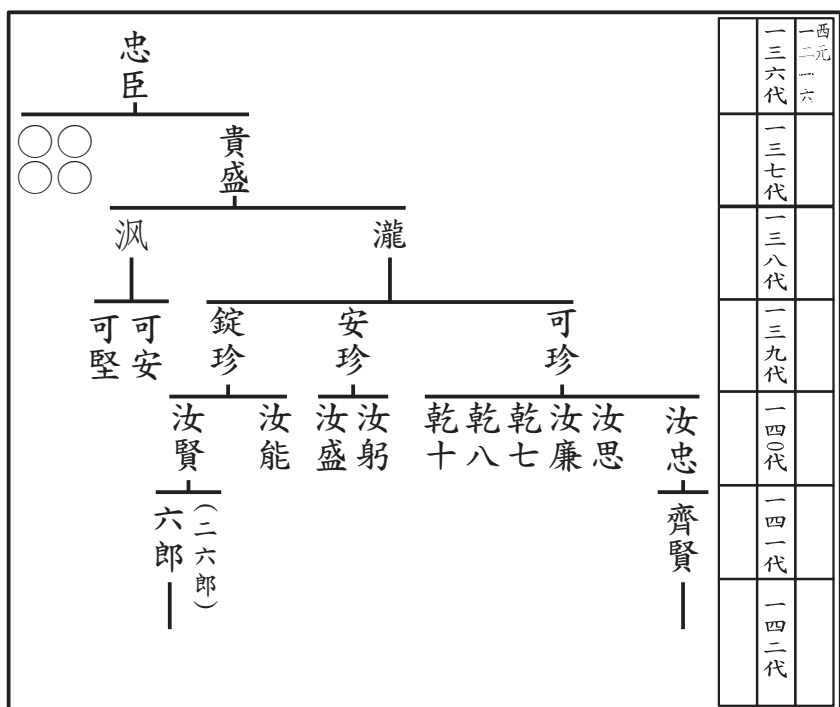 西元
一二一六
一三六代
一三七代
一三八代
一三九代
一四〇代
一四一代
一四二代
忠臣
貴盛
○○
○○
瀧
沨
可珍
安珍
錠珍
可安
可堅
汝忠
汝思
汝廉
乾七
乾八
乾十
汝躬
汝盛
汝能
汝賢
齊賢
六郎
(二六郎)